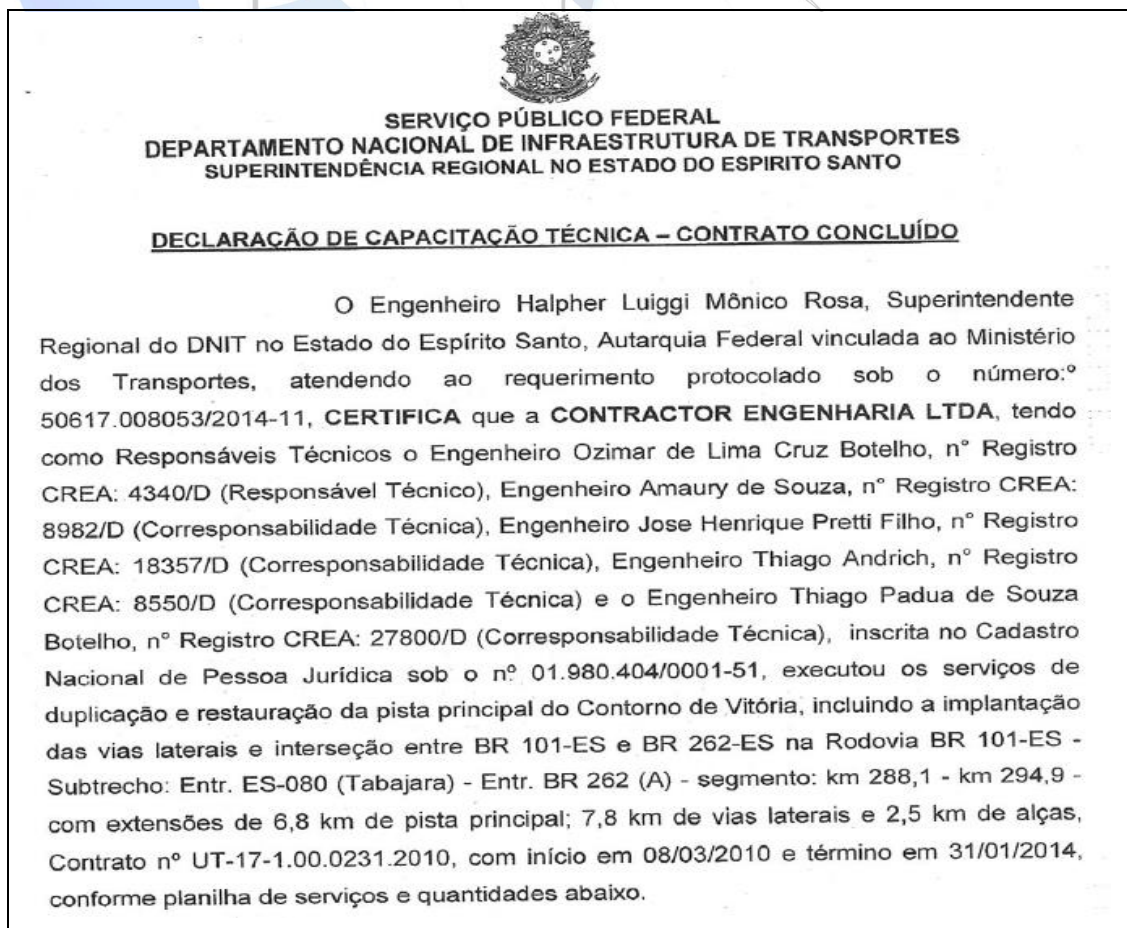 SERVIÇO PÚBLICO FEDERAL
DEPARTAMENTO NACIONAL DE INFRAESTRUTURA DE TRANSPORTES
SUPERINTENDÊNCIA REGIONAL NO ESTADO DO ESPIRITO SANTO
DECLARAÇÃO DE CAPACITAÇÃO TÉCNICA – CONTRATO CONCLUÍDO
O Engenheiro Halpher Luiggi Mônico Rosa, Superintendente
Regional do DNIT no Estado do Espírito Santo, Autarquia Federal vinculada ao Ministério
dos Transportes, atendendo ao requerimento protocolado sob o número:º
50617.008053/2014-11, CERTIFICA que a CONTRACTOR ENGENHARIA LTDA, tendo
como Responsáveis Técnicos o Engenheiro Ozimar de Lima Cruz Botelho, n° Registro
CREA: 4340/D (Responsável Técnico), Engenheiro Amaury de Souza, n° Registro CREA:
8982/D (Corresponsabilidade Técnica), Engenheiro Jose Henrique Pretti Filho, n° Registro
CREA: 18357/D (Corresponsabilidade Técnica), Engenheiro Thiago Andrich, n° Registro
CREA: 8550/D (Corresponsabilidade Técnica) e o Engenheiro Thiago Padua de Souza
Botelho, n° Registro CREA: 27800/D (Corresponsabilidade Técnica), inscrita no Cadastro
Nacional de Pessoa Jurídica sob o nº 01.980.404/0001-51, executou os serviços de
duplicação e restauração da pista principal do Contorno de Vitória, incluindo a implantação
das vias laterais e interseção entre BR 101-ES e BR 262-ES na Rodovia BR 101-ES -
Subtrecho: Entr. ES-080 (Tabajara) - Entr. BR 262 (A) - segmento: km 288,1 - km 294,9 -
com extensões de 6,8 km de pista principal; 7,8 km de vias laterais e 2,5 km de alças,
Contrato nº UT-17-1.00.0231.2010, com início em 08/03/2010 e término em 31/01/2014,
conforme planilha de serviços e quantidades abaixo.